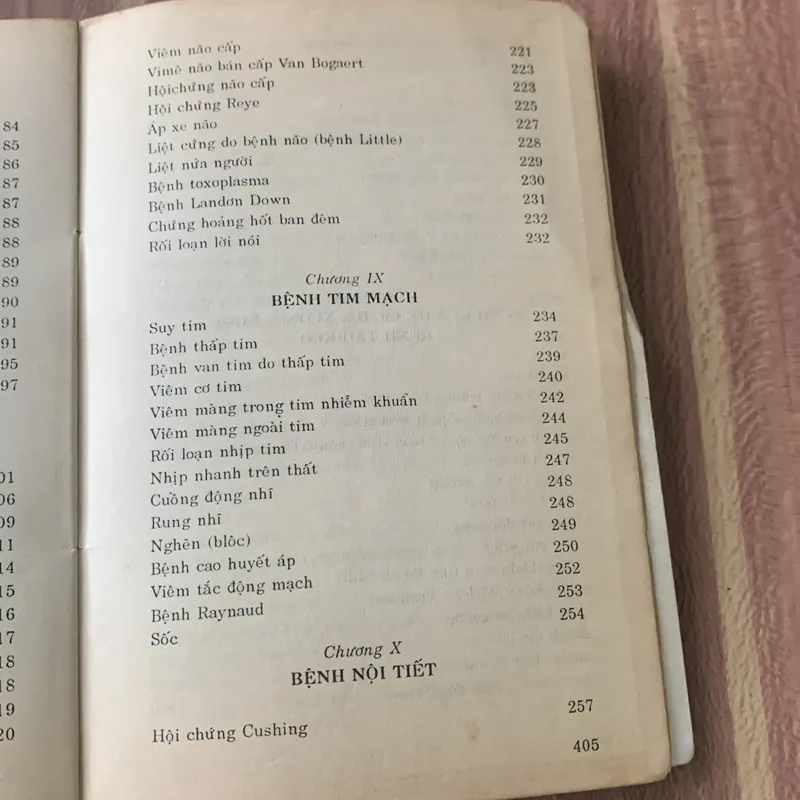 84
85
86
87
87
88
88
89
89
90
91
91
95
97
01
06
09
11
14
15
16
17
18
18
19
20
Viêm não cấp 221
Vimê não bán cấp Van Bogaert 223
Hộichứng não cấp 223
Hội chứng Reye 225
Áp xe não 227
Liệt cứng do bệnh não (bệnh Little) 228
Liệt nửa người 229
Bệnh toxoplasma 230
Bệnh Landơn Down 231
Chứng hoảng hốt ban đêm 232
Rối loạn lời nói 232
Chương IX
BỆNH TIM MẠCH
Suy tim 234
Bệnh thấp tim 237
Bệnh van tim do thấp tim 239
Viêm cơ tim 240
Viêm màng trong tim nhiễm khuẩn 242
Viêm màng ngoài tim 244
Rối loạn nhịp tim 245
Nhịp nhanh trên thất 247
Cuồng động nhĩ 248
Rung nhĩ 248
Nghẽn (blôc) 249
Bệnh cao huyết áp 250
Viêm tắc động mạch 252
Bệnh Raynaud 253
Sốc 254
Chương X
BỆNH NỘI TIẾT
Hội chứng Cushing 257
405